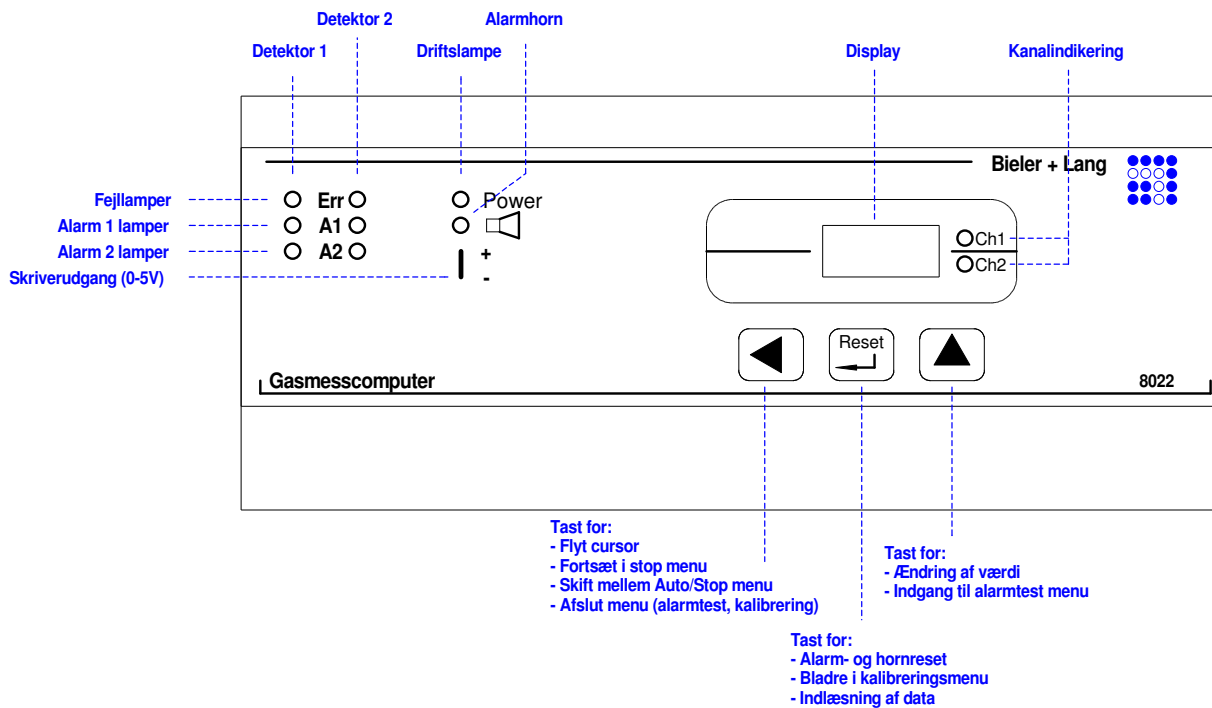 Detektor 2
Alarmhorn
Detektor 1
Driftslampe
Display
Kanalindikering
Bieler + Lang
Fejllamper
Err
Power
Alarm 1 lamper
A1
Ch1
Alarm 2 lamper
A2
+
Ch2
Skriverudgang (0-5V)
-
Reset
Gasmesscomputer
8022
Tast for:
- Flyt cursor
- Fortsæt i stop menu
- Skift mellem Auto/Stop menu
- Afslut menu (alarmtest, kalibrering)
Tast for:
- Ændring af værdi
- Indgang til alarmtest menu
Tast for:
- Alarm- og hornreset
- Bladre i kalibreringsmenu
- Indlæsning af data